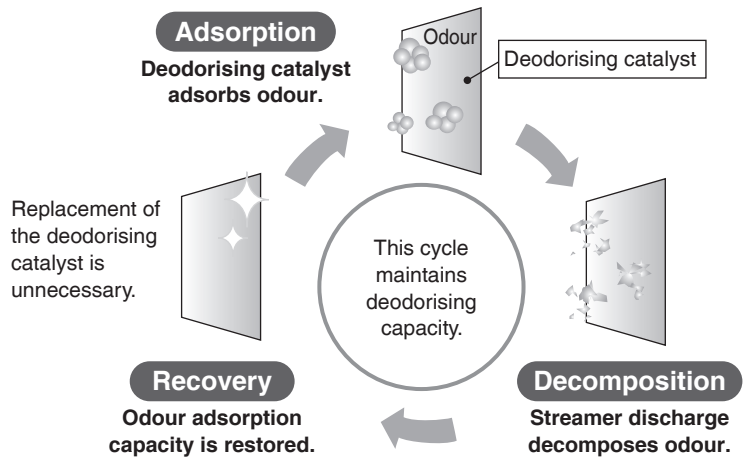 Adsorption
Deodorising catalyst
adsorbs odour.
Odour
Deodorising catalyst
Replacement of
the deodorising
catalyst is
unnecessary.
This cycle
maintains
deodorising
capacity.
Recovery
Odour adsorption
capacity is restored.
Decomposition
Streamer discharge
decomposes odour.